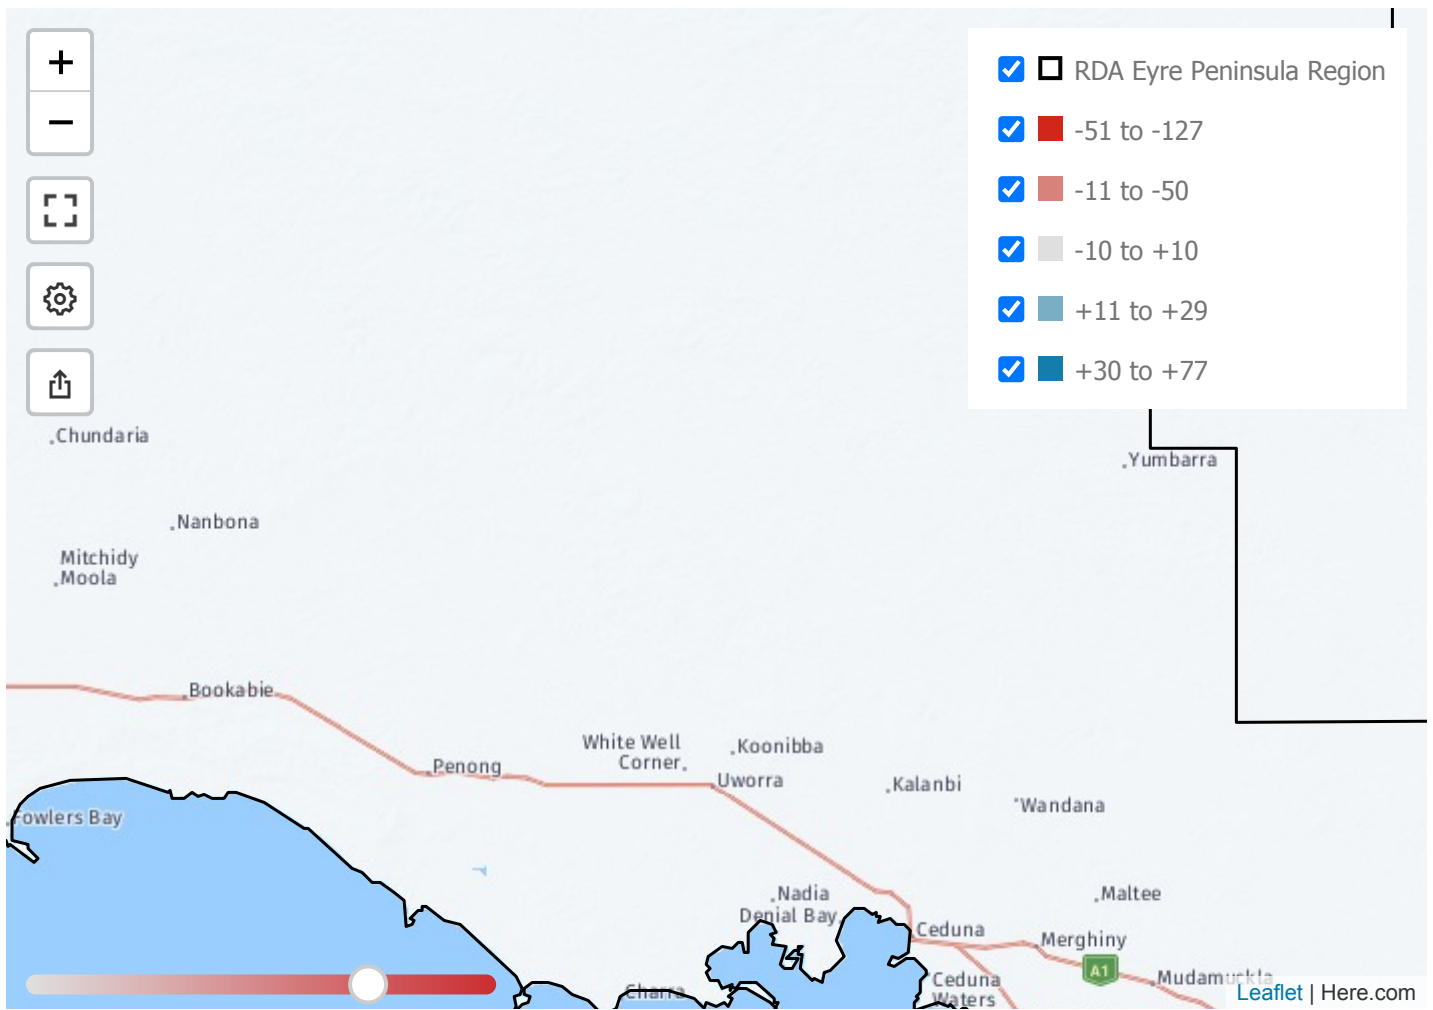 +
−
RDA Eyre Peninsula Region
-51 to -127
-11 to -50
-10 to +10
+11 to +29
+30 to +77
Chundaria
Yumbarra
Nanbona
Mitchidy
Moola
Bookabie
White Well
Corner
Koonibba
Penong
Uworra
Kalanbi
Wandana
Fowlers Bay
Nadia
Maltee
Denial Bay
Ceduna
Merghiny
A1
Mudamuckla
Ceduna
Waters
Charra
Leaflet | Here.com